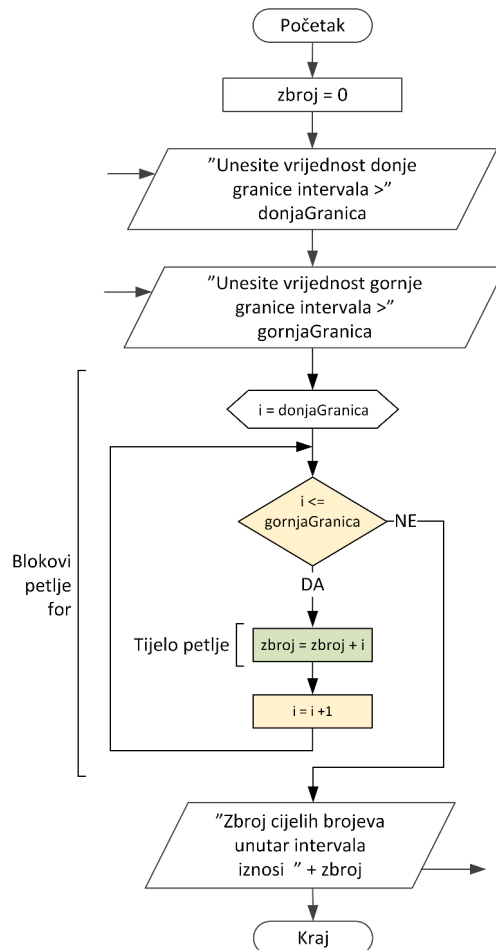 Početak
zbroj = 0
”Unesite vrijednost donje
granice intervala >”
donjaGranica
”Unesite vrijednost gornje
granice intervala >”
gornjaGranica
i = donjaGranica
i <=
gornjaGranica
NE
Blokovi
petlje
for
DA
Tijelo petlje
zbroj = zbroj + i
i = i +1
”Zbroj cijelih brojeva
unutar intervala
iznosi ” + zbroj
Kraj